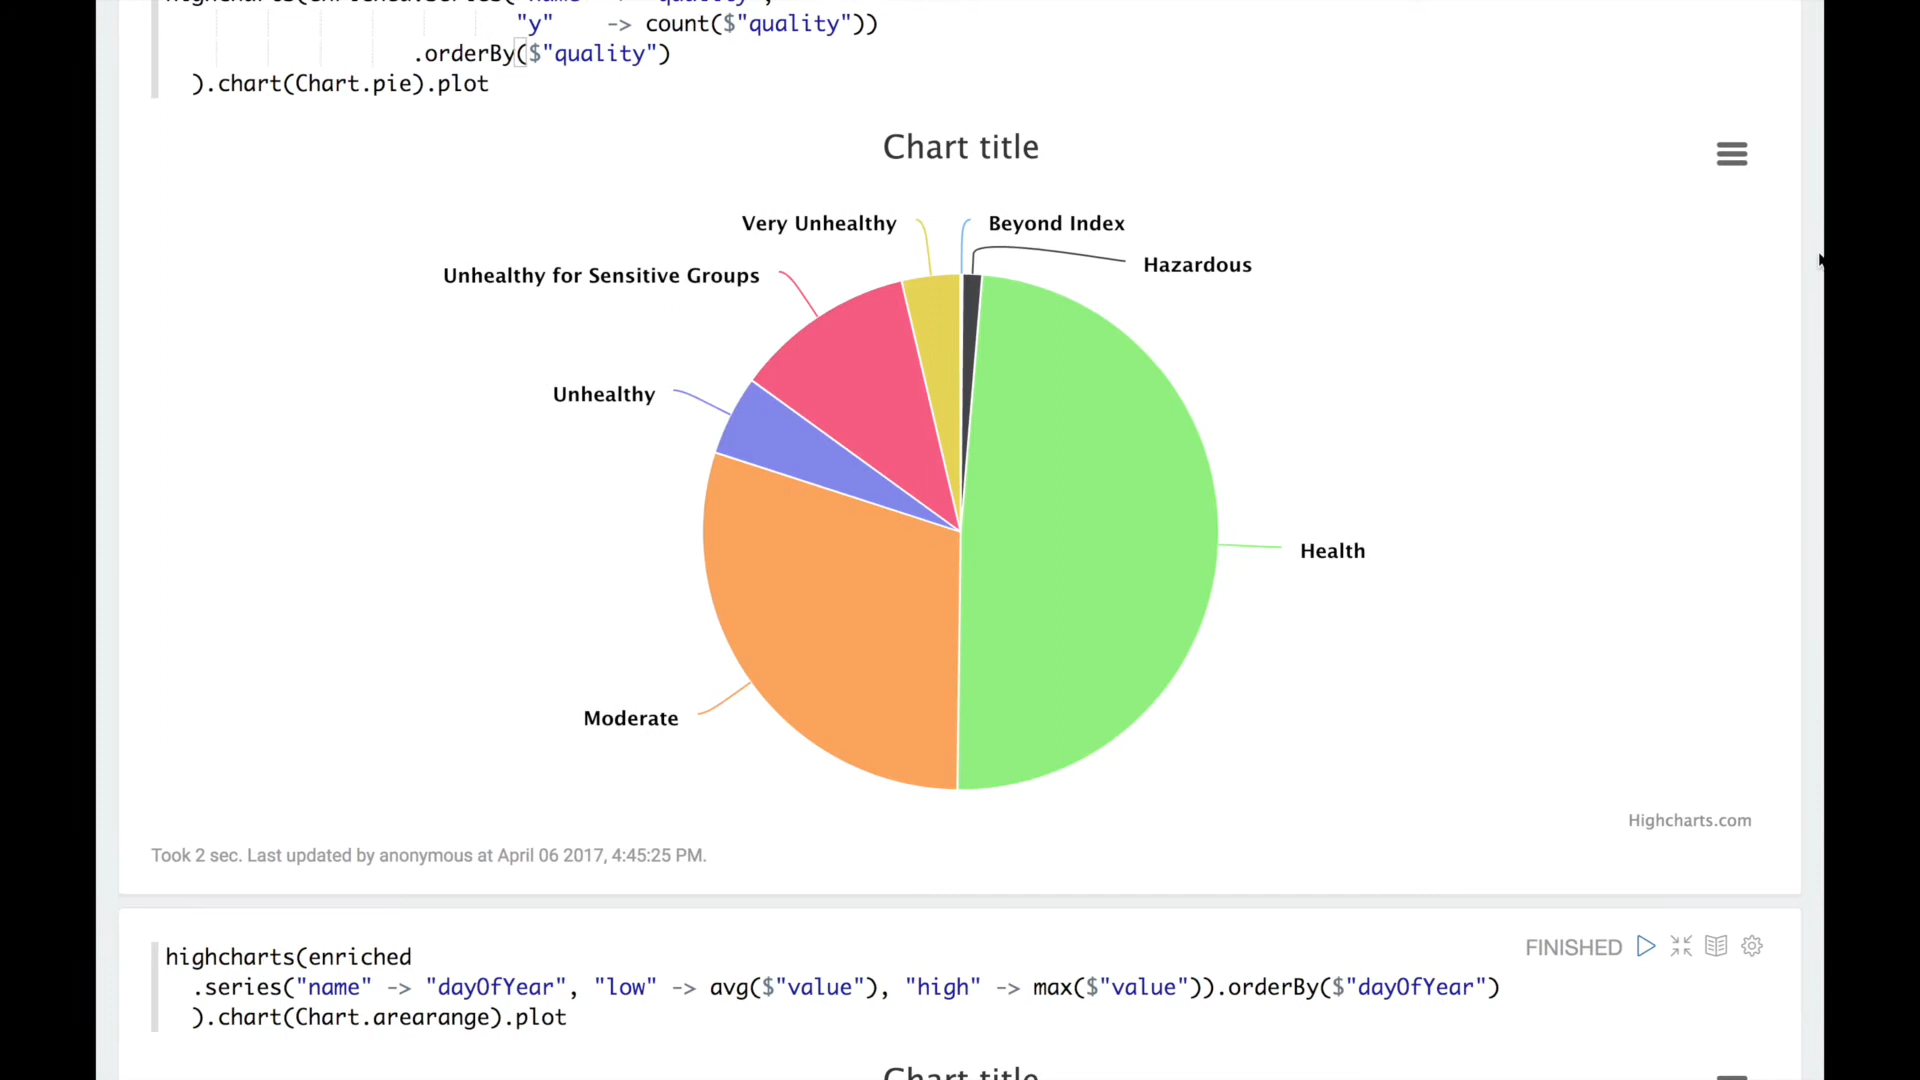 "y" -> count($"quality"))
.orderBy($"quality")
).chart(Chart.pie).plot
Chart title
Very Unhealthy
Beyond Index
Hazardous
Unhealthy for Sensitive Groups
Unhealthy
Health
Moderate
Highcharts.com
Took 2 sec. Last updated by anonymous at April 06 2017, 4:45:25 PM.
FINISHED
highcharts(enriched
.series("name" -> "dayOfYear", "low" -> avg($"value"), "high" -> max($"value")).orderBy($"dayOfYear")
).chart(Chart.arearange).plot
Chart title